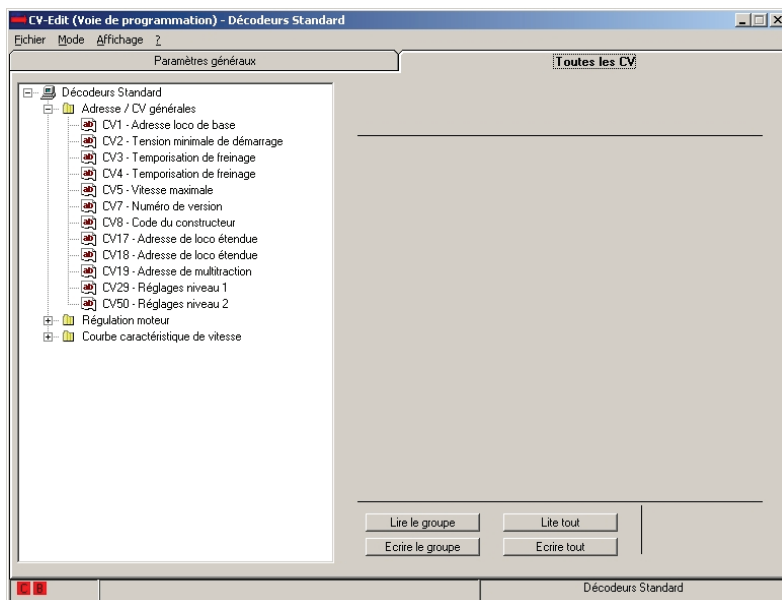 CV-Edit (Voie de programmation) - Décodeurs Standard
Fichier Mode Affichage ?
Paramètres généraux
Toutes les CV
Décodeurs Standard
Adresse / CV générales
CV1 - Adresse loco de base
CV2 - Tension minimale de démarrage
CV3 - Temporisation de freinage
CV4 - Temporisation de freinage
CV5 - Vitesse maximale
CV7 - Numéro de version
CV8 - Code du constructeur
CV17 - Adresse de loco étendue
CV18 - Adresse de loco étendue
CV19 - Adresse de multitraction
CV29 - Réglages niveau 1
CV50 - Réglages niveau 2
Régulation moteur
Courbe caractéristique de vitesse
Lire le groupe
Lite tout
Ecrire le groupe
Ecrire tout
C B
Décodeurs Standard